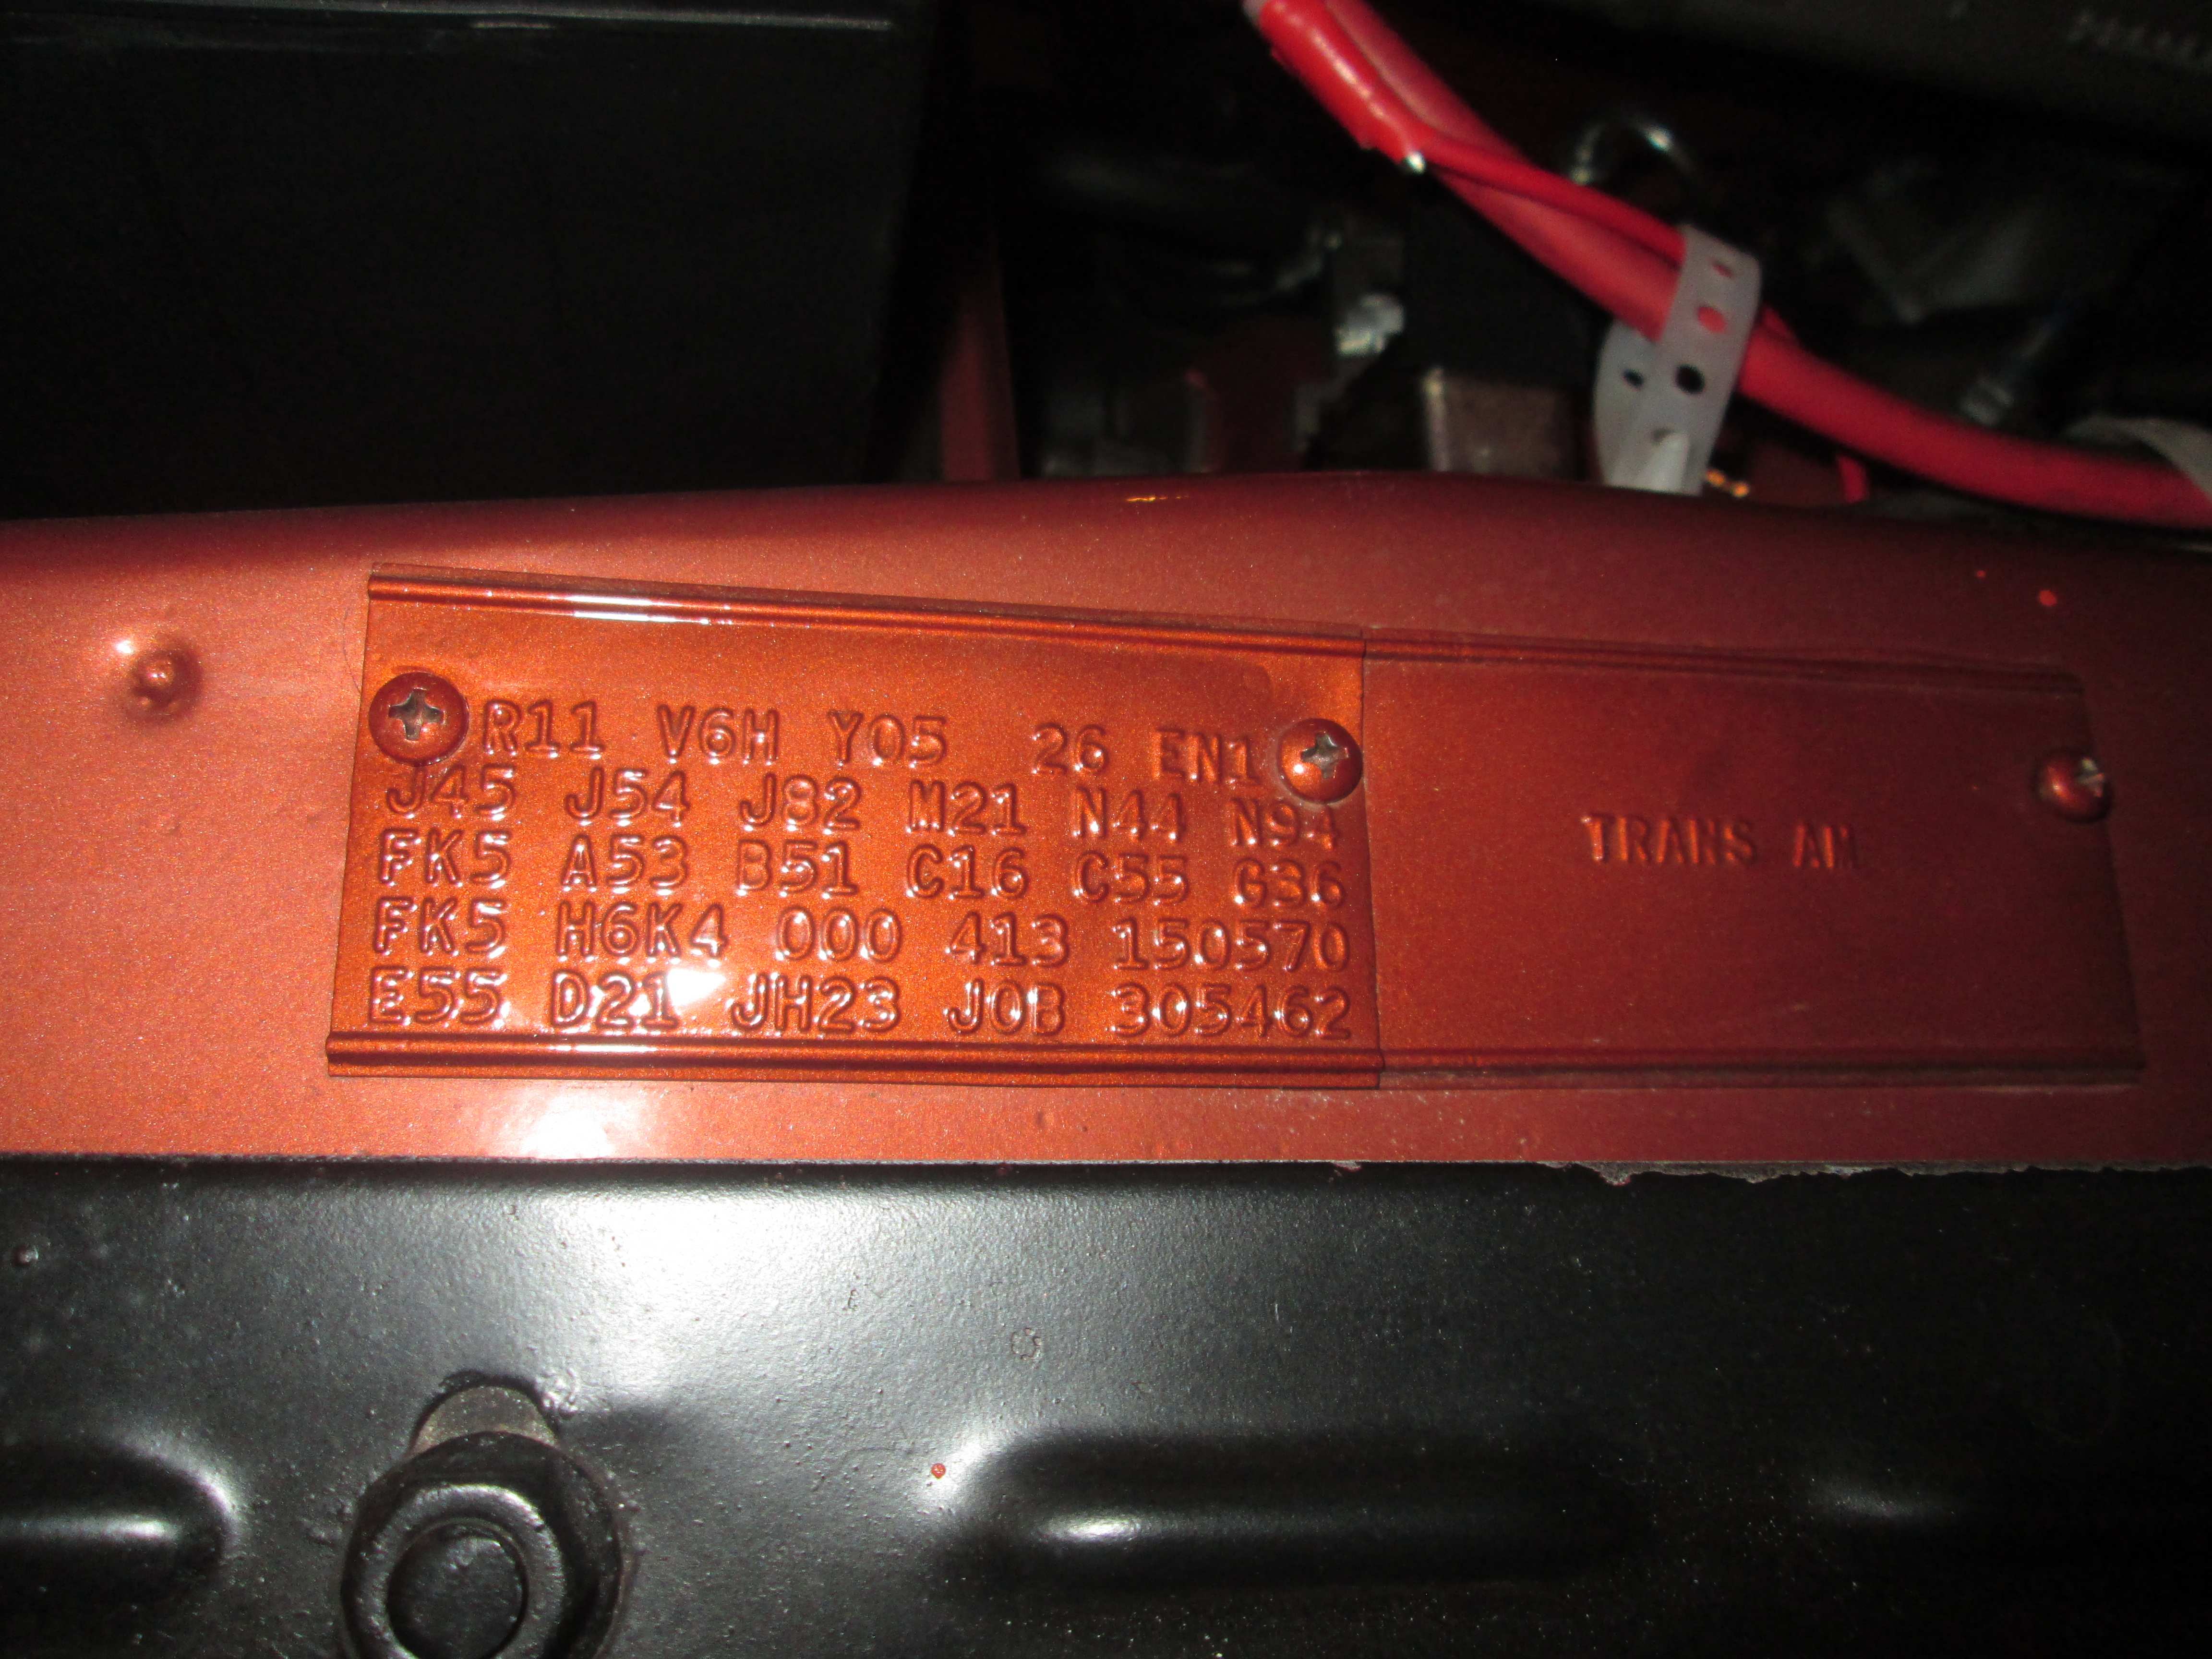 R11 V6H Y05 26 EN1
J45 J54 J82 M21 N44 N94
FK5 A53 B51 C16 C55 G36
FK5 H6K4 000 413 150570
E55 D21 JH23 J0B 305462
TRANS AM